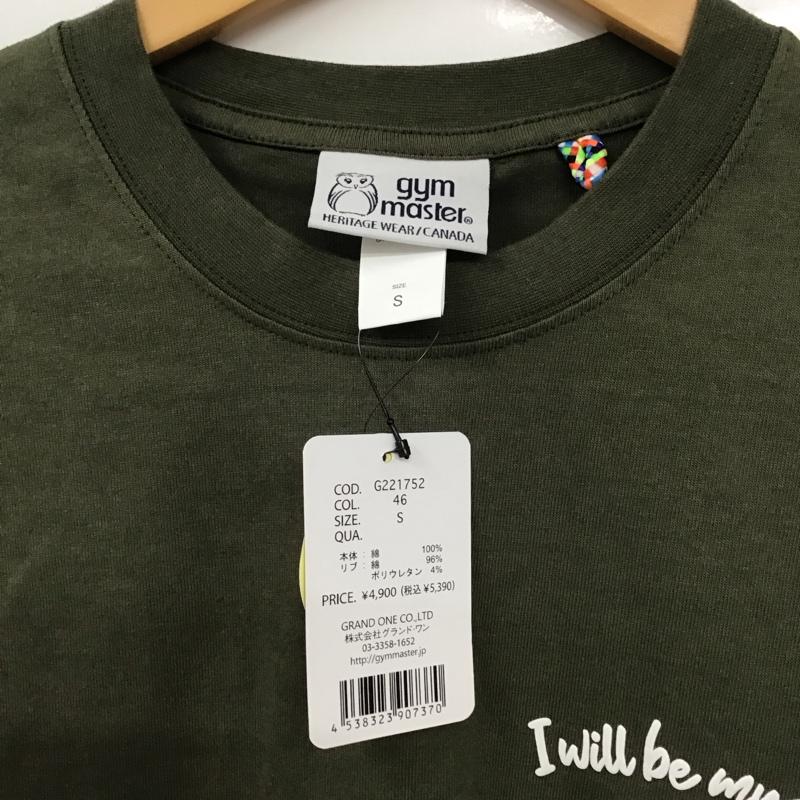 gym
master®
HERITAGE WEAR/CANADA
SIZE
S
COD. G221752
COL. 46
SIZE. S
QUA.
本体 : 綿 100%
リブ : 綿 96%
ポリウレタン 4%
PRICE. ¥4,900 (税込 ¥5,390)
GRAND ONE CO.,LTD
株式会社グランド・ワン
03-3358-1652
http://gymmaster.jp
4 538323 907370
I will be